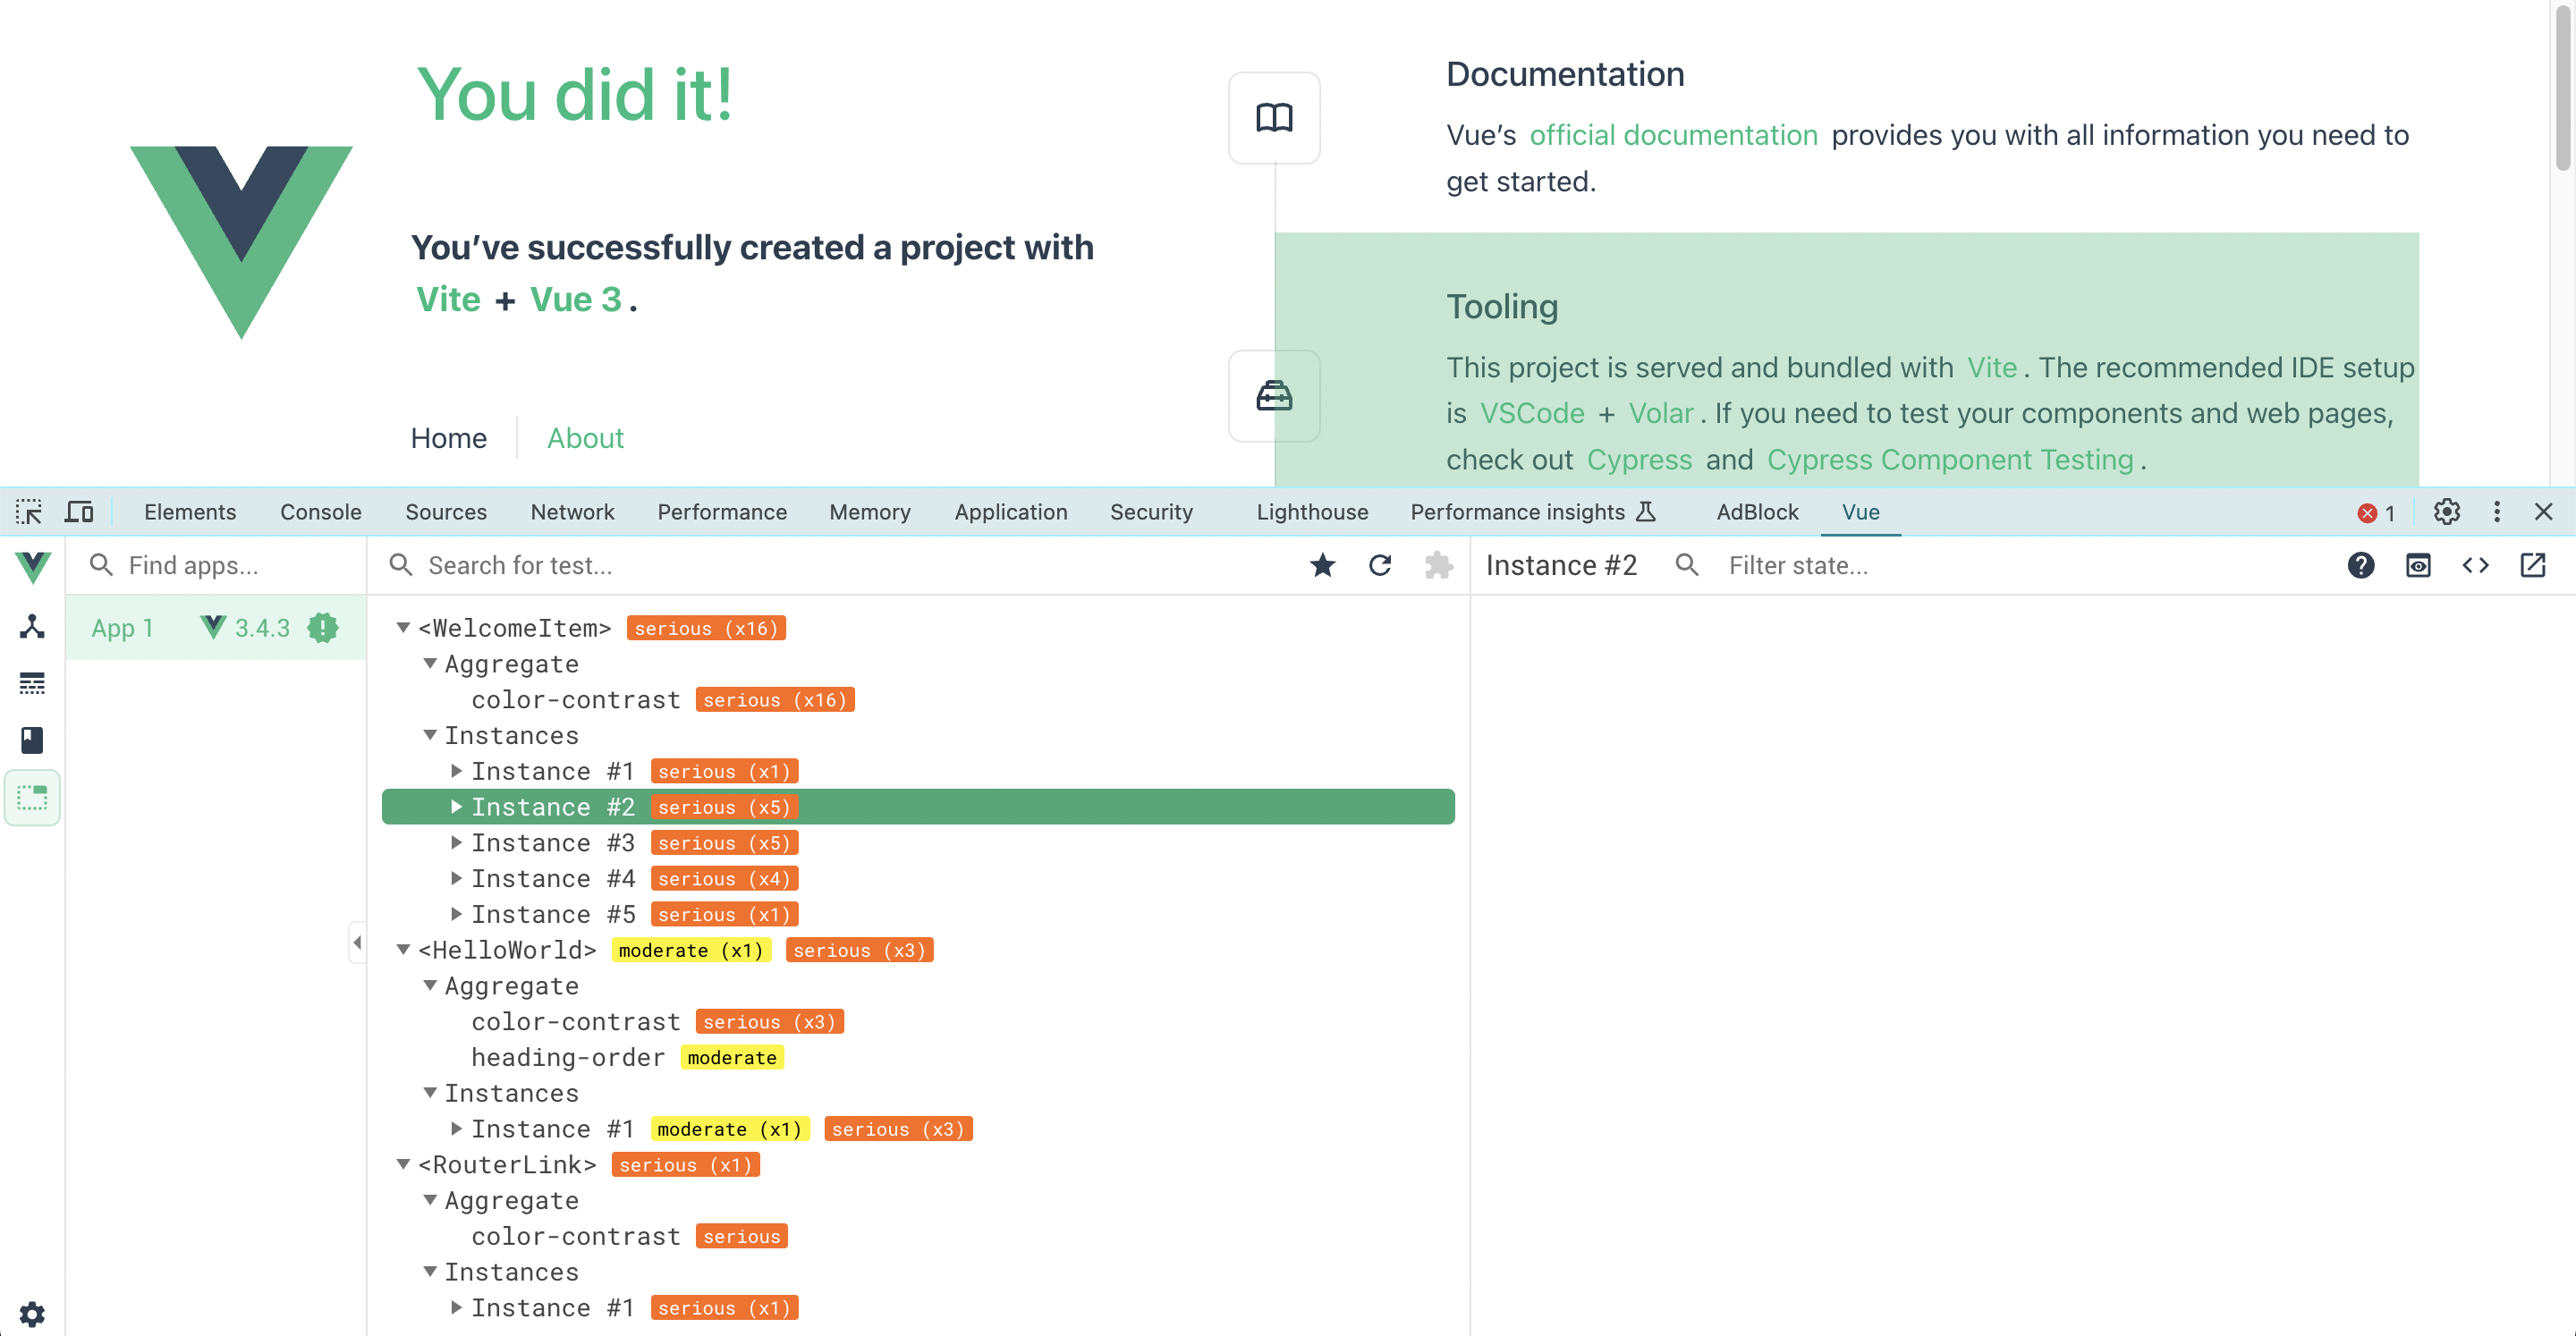 You did it!
You’ve successfully created a project with
Vite + Vue 3 .
Home
About
Documentation
Vue’s official documentation provides you with all information you need to
get started.
Tooling
This project is served and bundled with Vite . The recommended IDE setup
is VSCode + Volar . If you need to test your components and web pages,
check out Cypress and Cypress Component Testing .
Elements Console Sources Network Performance Memory Application Security Lighthouse Performance insights AdBlock Vue 1
Find apps...
Search for test...
Instance #2
Filter state...
App 1 3.4.3
<WelcomeItem> serious (x16)
Aggregate
color-contrast serious (x16)
Instances
Instance #1 serious (x1)
Instance #2 serious (x5)
Instance #3 serious (x5)
Instance #4 serious (x4)
Instance #5 serious (x1)
<HelloWorld> moderate (x1) serious (x3)
Aggregate
color-contrast serious (x3)
heading-order moderate
Instances
Instance #1 moderate (x1) serious (x3)
<RouterLink> serious (x1)
Aggregate
color-contrast serious
Instances
Instance #1 serious (x1)